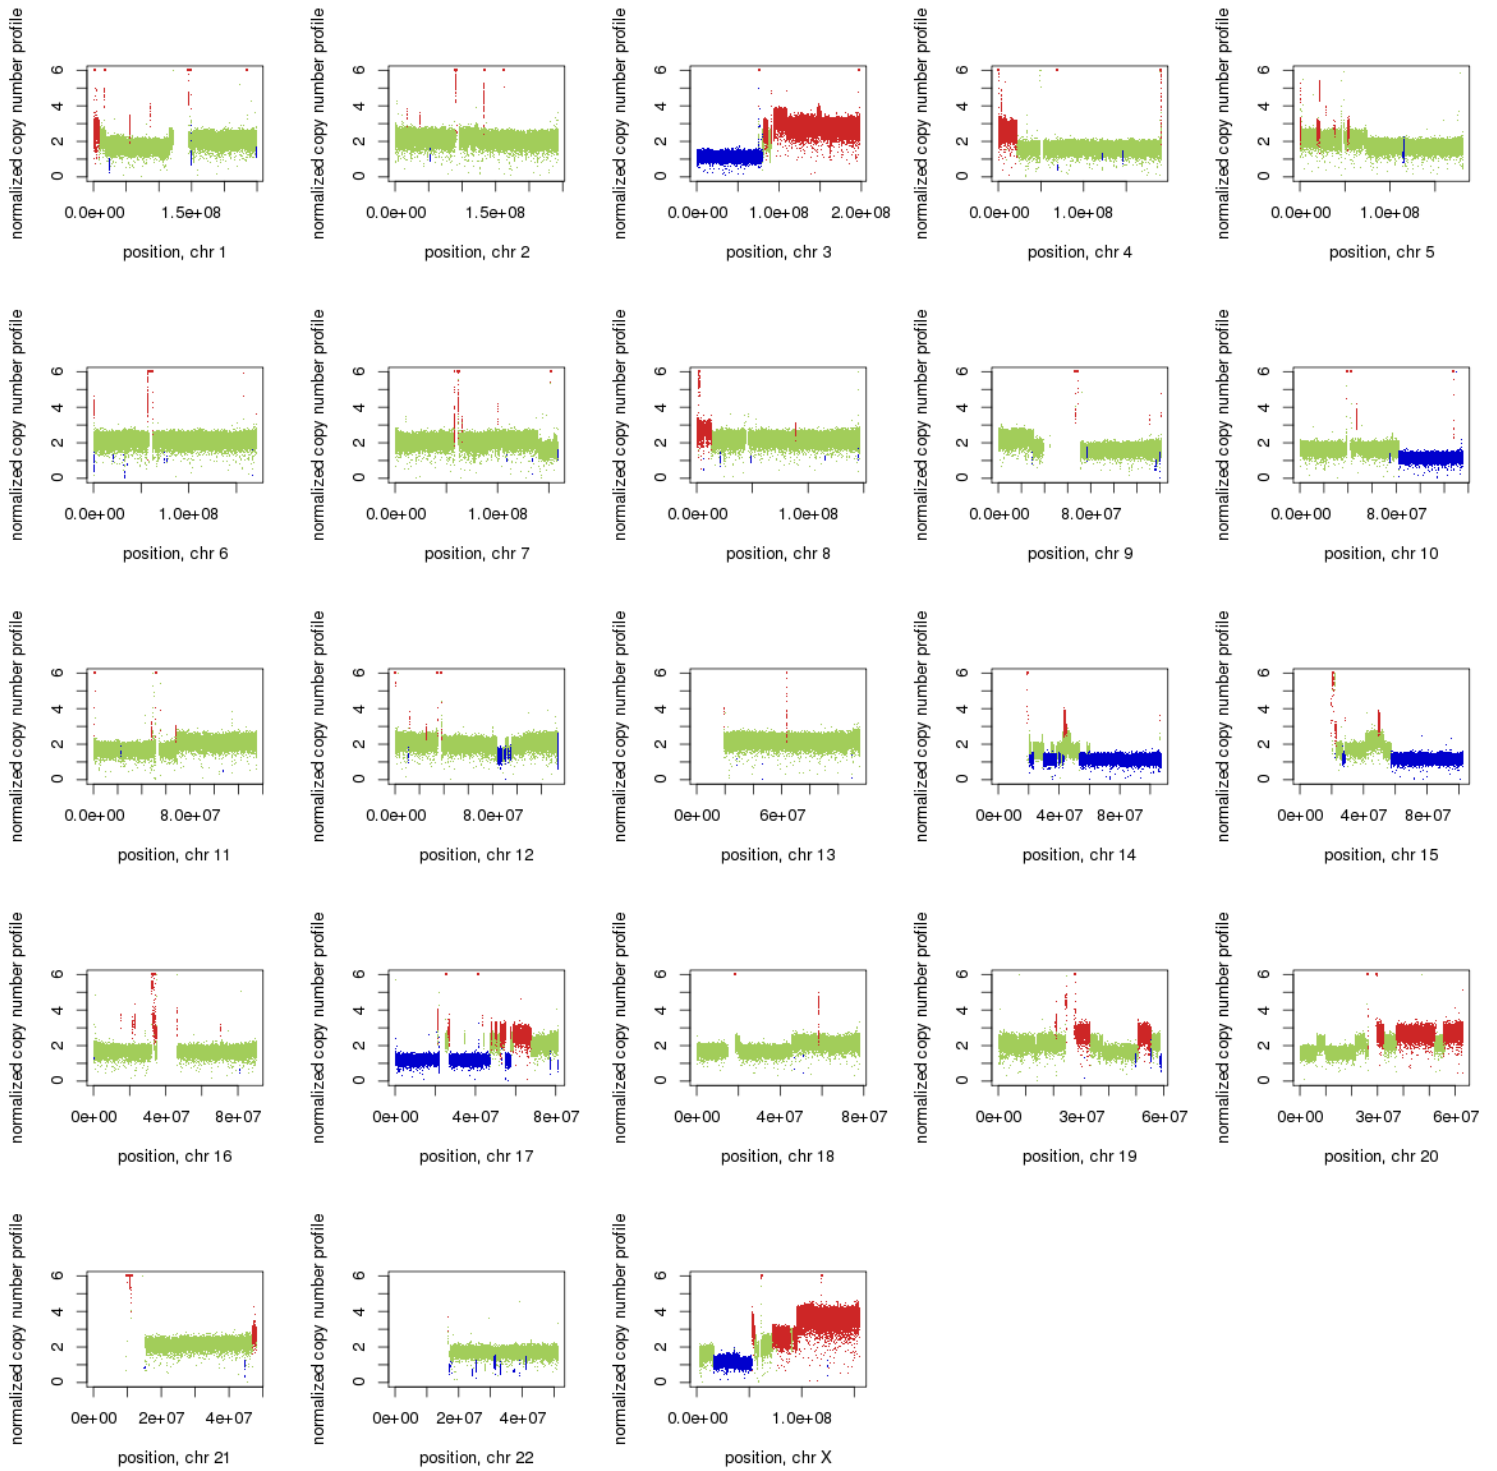 normalized copy number profile
0 2 4 6
0.0e+00 1.5e+08
position, chr 1
normalized copy number profile
0 2 4 6
0.0e+00 1.5e+08
position, chr 2
normalized copy number profile
0 2 4 6
0.0e+00 1.0e+08 2.0e+08
position, chr 3
normalized copy number profile
0 2 4 6
0.0e+00 1.0e+08
position, chr 4
normalized copy number profile
0 2 4 6
0.0e+00 1.0e+08
position, chr 5
normalized copy number profile
0 2 4 6
0.0e+00 1.0e+08
position, chr 6
normalized copy number profile
0 2 4 6
0.0e+00 1.0e+08
position, chr 7
normalized copy number profile
0 2 4 6
0.0e+00 1.0e+08
position, chr 8
normalized copy number profile
0 2 4 6
0.0e+00 8.0e+07
position, chr 9
normalized copy number profile
0 2 4 6
0.0e+00 8.0e+07
position, chr 10
normalized copy number profile
0 2 4 6
0.0e+00 8.0e+07
position, chr 11
normalized copy number profile
0 2 4 6
0.0e+00 8.0e+07
position, chr 12
normalized copy number profile
0 2 4 6
0e+00 6e+07
position, chr 13
normalized copy number profile
0 2 4 6
0e+00 4e+07 8e+07
position, chr 14
normalized copy number profile
0 2 4 6
0e+00 4e+07 8e+07
position, chr 15
normalized copy number profile
0 2 4 6
0e+00 4e+07 8e+07
position, chr 16
normalized copy number profile
0 2 4 6
0e+00 4e+07 8e+07
position, chr 17
normalized copy number profile
0 2 4 6
0e+00 4e+07 8e+07
position, chr 18
normalized copy number profile
0 2 4 6
0e+00 3e+07 6e+07
position, chr 19
normalized copy number profile
0 2 4 6
0e+00 3e+07 6e+07
position, chr 20
normalized copy number profile
0 2 4 6
0e+00 2e+07 4e+07
position, chr 21
normalized copy number profile
0 2 4 6
0e+00 2e+07 4e+07
position, chr 22
normalized copy number profile
0 2 4 6
0.0e+00 1.0e+08
position, chr X